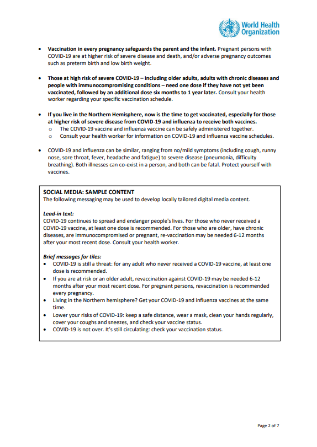 World Health
Organization
• Vaccination in every pregnancy safeguards the parent and the infant. Pregnant persons with
COVID-19 are at higher risk of severe disease and death, and/or adverse pregnancy outcomes
such as preterm birth and low birth weight.
• Those at high risk of severe COVID-19 – including older adults, adults with chronic diseases and
people with immunocompromising conditions – need one dose if they have not yet been
vaccinated, followed by an additional dose six months to 1 year later. Consult your health
worker regarding your specific vaccination schedule.
• If you live in the Northern Hemisphere, now is the time to get vaccinated, especially for those
at higher risk of severe disease from COVID-19 and influenza to receive both vaccines.
o The COVID-19 vaccine and influenza vaccine can be safely administered together.
o Consult your health worker for information on COVID-19 and influenza vaccine schedules.
• COVID-19 and influenza can be similar, ranging from no/mild symptoms (including cough, runny
nose, sore throat, fever, headache and fatigue) to severe disease (pneumonia, difficulty
breathing). Both illnesses can co-exist in a person, and both can be fatal. Protect yourself with
vaccines.
SOCIAL MEDIA: SAMPLE CONTENT
The following messaging may be used to develop locally tailored digital media content.
Lead-in text:
COVID-19 continues to spread and endanger people's lives. For those who never received a
COVID-19 vaccine, at least one dose is recommended. For those who are older, have chronic
diseases, are immunocompromised or pregnant, re-vaccination may be needed 6-12 months
after your most recent dose. Consult your health worker.
Brief messages for tiles:
• COVID-19 is still a threat: for any adult who never received a COVID-19 vaccine, at least one
dose is recommended.
• If you are at risk or an older adult, revaccination against COVID-19 may be needed 6-12
months after your most recent dose. For pregnant persons, revaccination is recommended
every pregnancy.
• Living in the Northern hemisphere? Get your COVID-19 and influenza vaccines at the same
time.
• Lower your risks of COVID-19: keep a safe distance, wear a mask, clean your hands regularly,
cover your coughs and sneezes, and check your vaccine status.
• COVID-19 is not over. It's still circulating: check your vaccination status.
Page 2 of 7